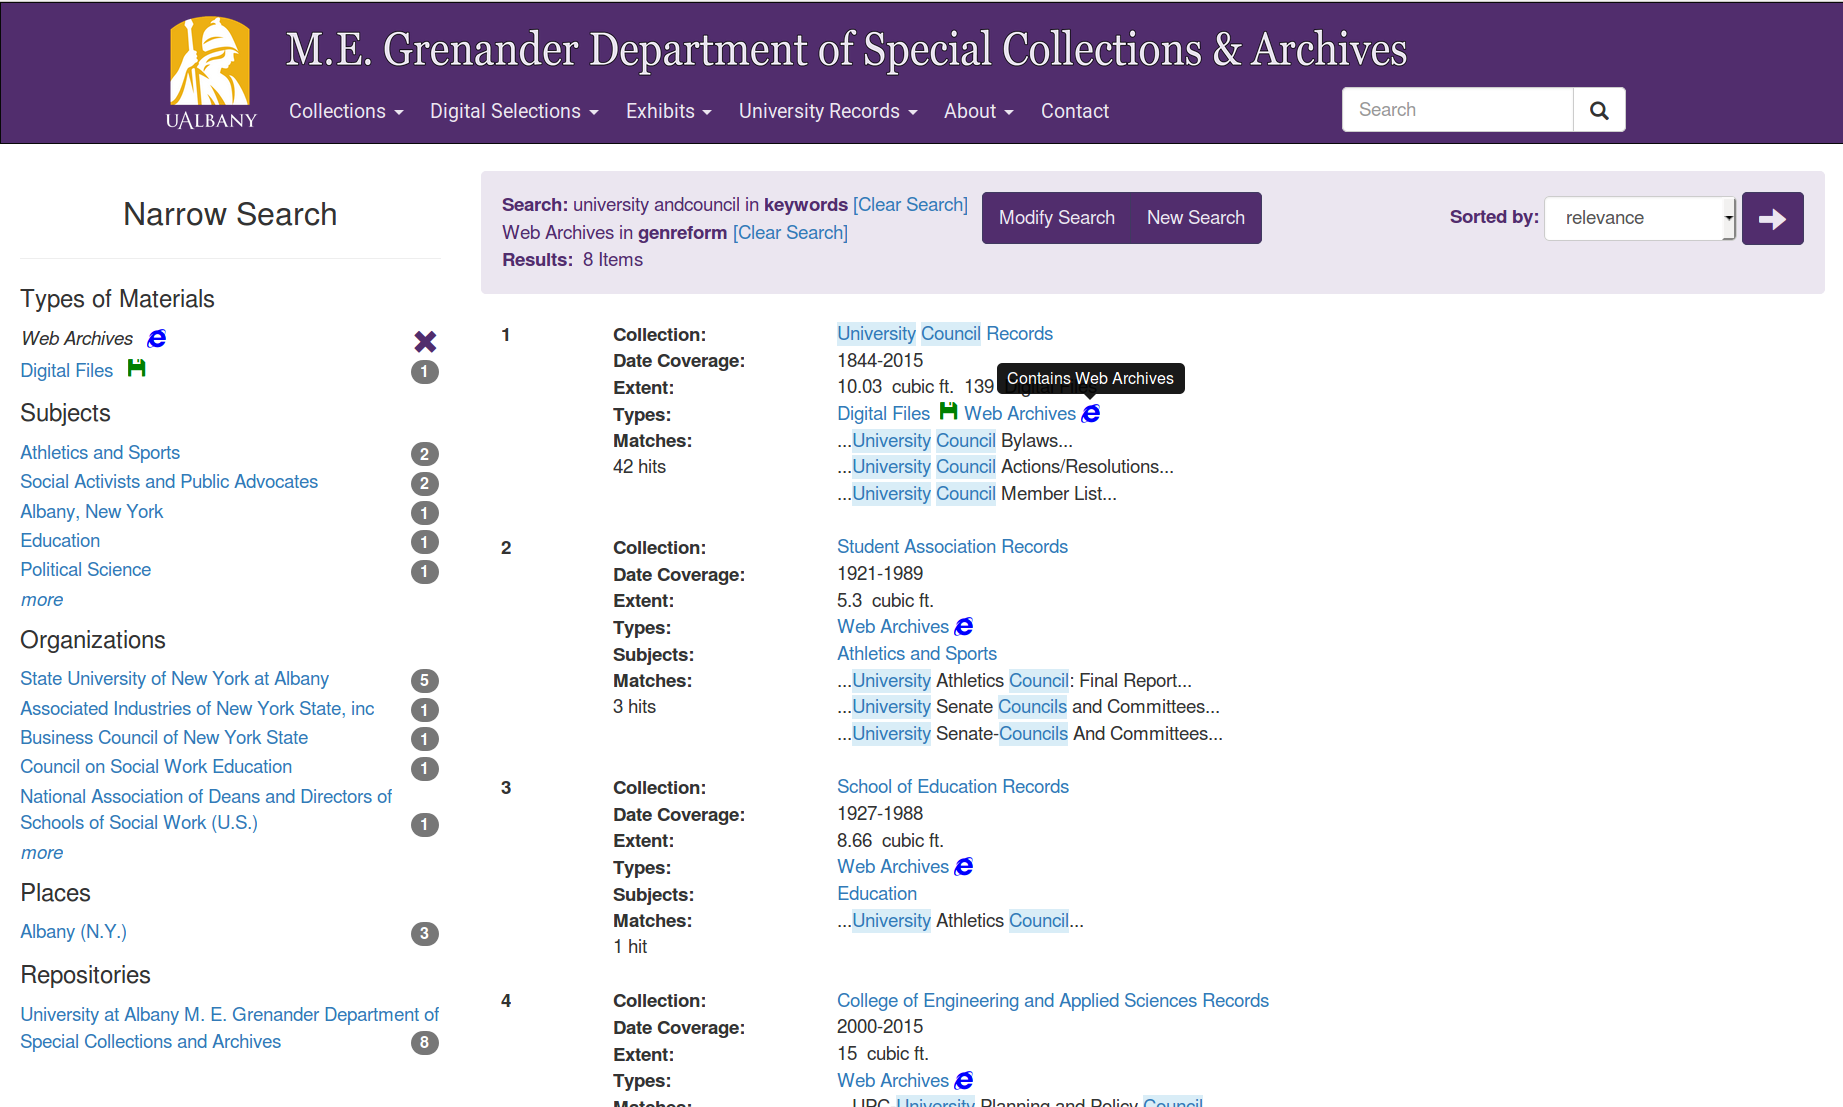 M.E. Grenander Department of Special Collections & Archives
UALBANY
Collections Digital Selections Exhibits University Records About Contact
Search
Narrow Search
Types of Materials
Web Archives
Digital Files 1
Subjects
Athletics and Sports 2
Social Activists and Public Advocates 2
Albany, New York 1
Education 1
Political Science 1
more
Organizations
State University of New York at Albany 5
Associated Industries of New York State, inc 1
Business Council of New York State 1
Council on Social Work Education 1
National Association of Deans and Directors of
Schools of Social Work (U.S.) 1
more
Places
Albany (N.Y.) 3
Repositories
University at Albany M. E. Grenander Department of
Special Collections and Archives 8
Search: university andcouncil in keywords [Clear Search]
Web Archives in genreform [Clear Search]
Results: 8 Items
Modify Search New Search
Sorted by: relevance
1 Collection: University Council Records
Date Coverage: 1844-2015
Contains Web Archives
Extent: 10.03 cubic ft. 139
Types: Digital Files Web Archives
Matches: ...University Council Bylaws...
42 hits ...University Council Actions/Resolutions...
...University Council Member List...
2 Collection: Student Association Records
Date Coverage: 1921-1989
Extent: 5.3 cubic ft.
Types: Web Archives
Subjects: Athletics and Sports
Matches: ...University Athletics Council: Final Report...
3 hits ...University Senate Councils and Committees...
...University Senate-Councils And Committees...
3 Collection: School of Education Records
Date Coverage: 1927-1988
Extent: 8.66 cubic ft.
Types: Web Archives
Subjects: Education
Matches: ...University Athletics Council...
1 hit
4 Collection: College of Engineering and Applied Sciences Records
Date Coverage: 2000-2015
Extent: 15 cubic ft.
Types: Web Archives
Matches: ...UPC-University Planning and Policy Council